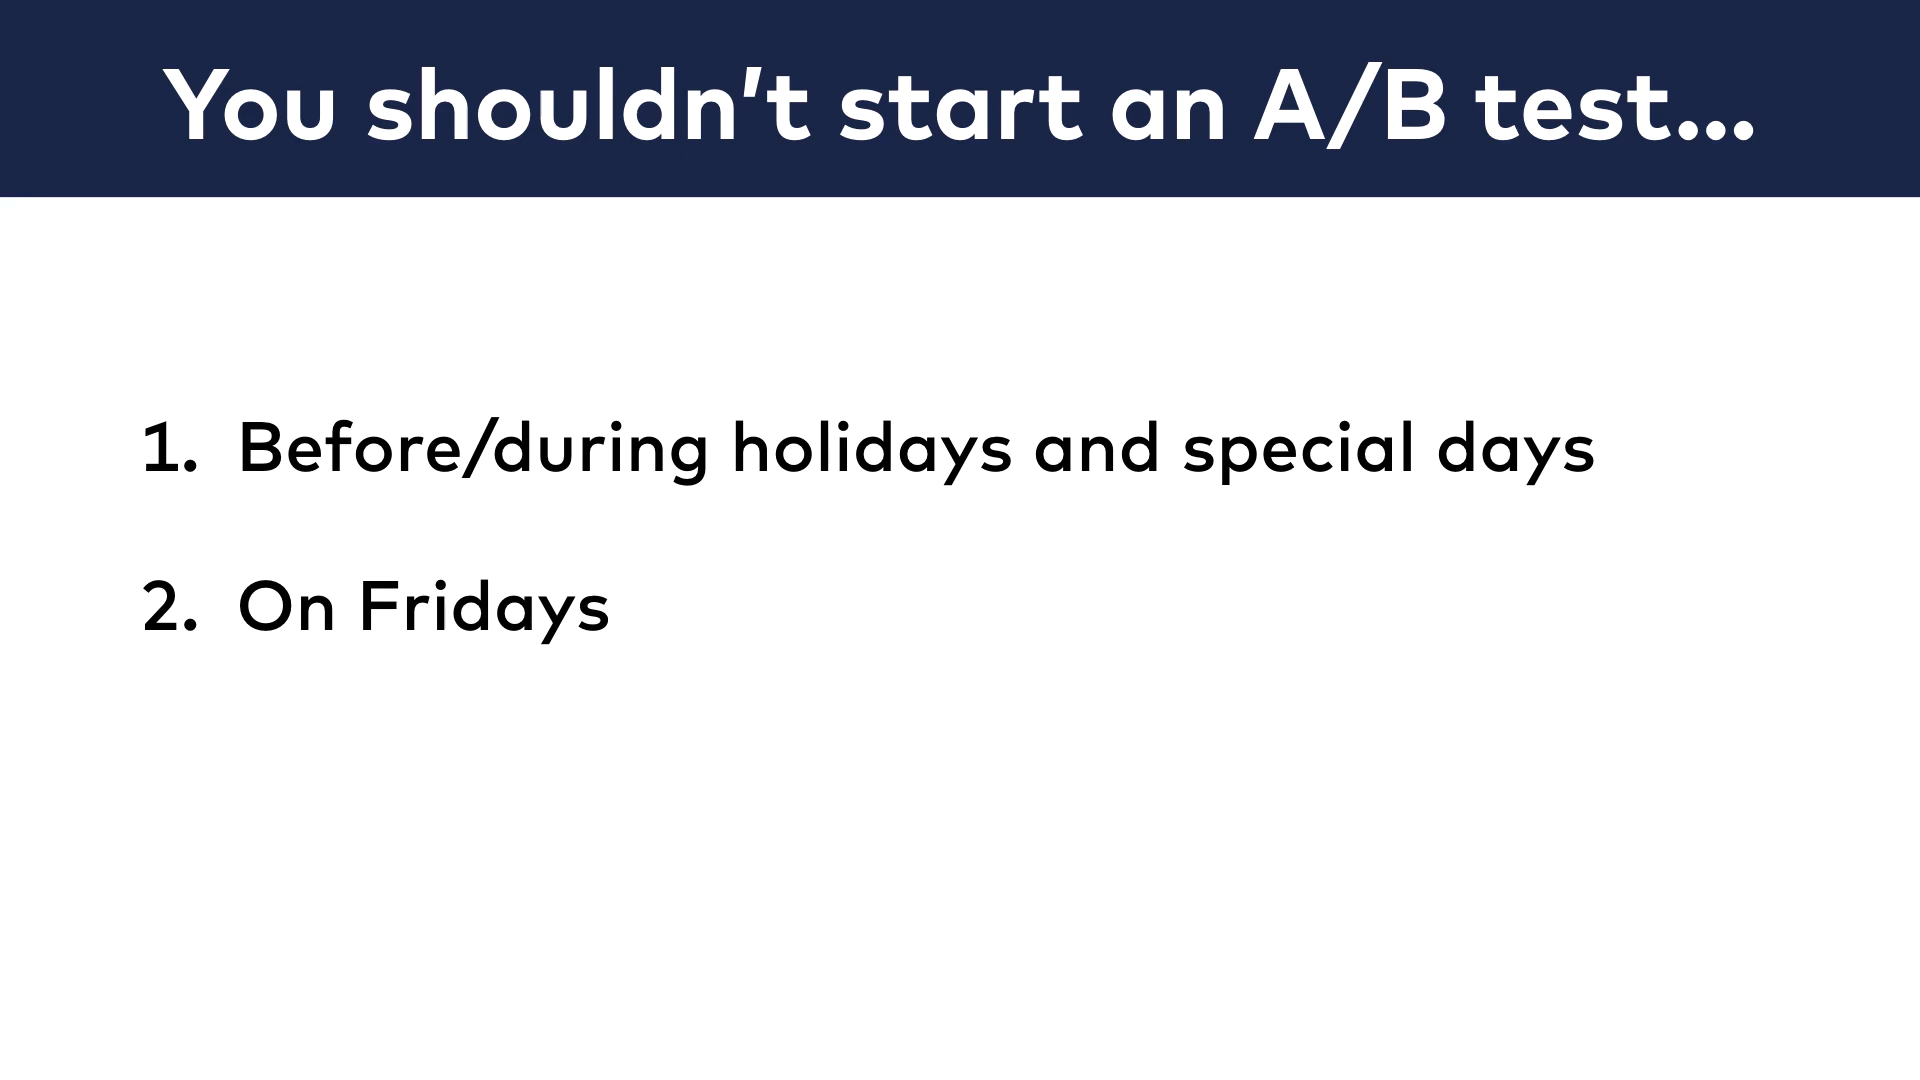 You shouldn't start an A/B test...
1. Before/during holidays and special days
2. On Fridays